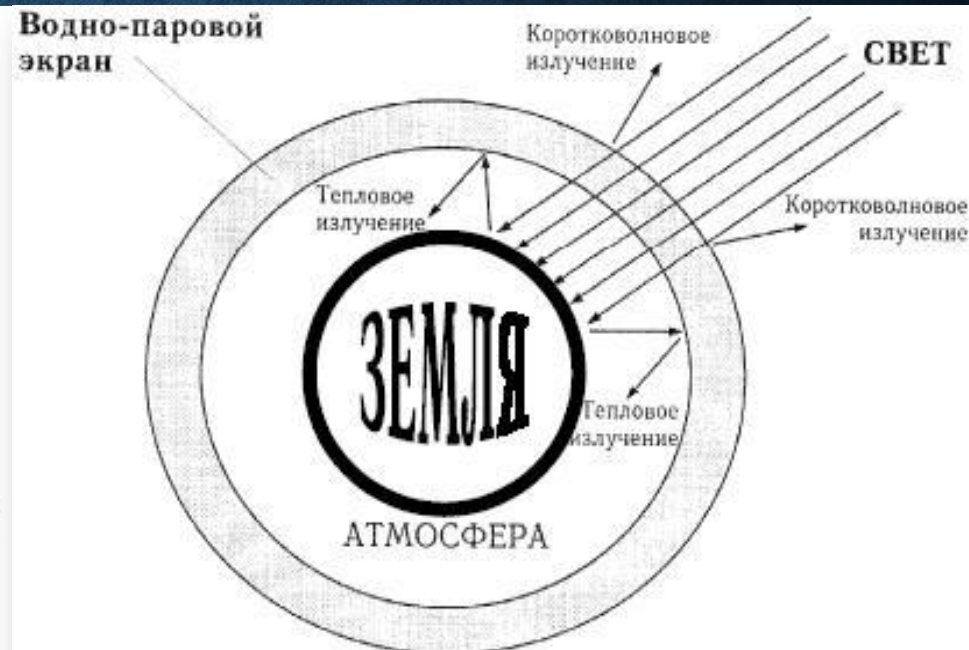 Водно-паровой
экран
Коротковолновое
излучение
СВЕТ
Тепловое
излучение
Коротковолновое
излучение
ЗЕМЛЯ
Тепловое
излучение
АТМОСФЕРА